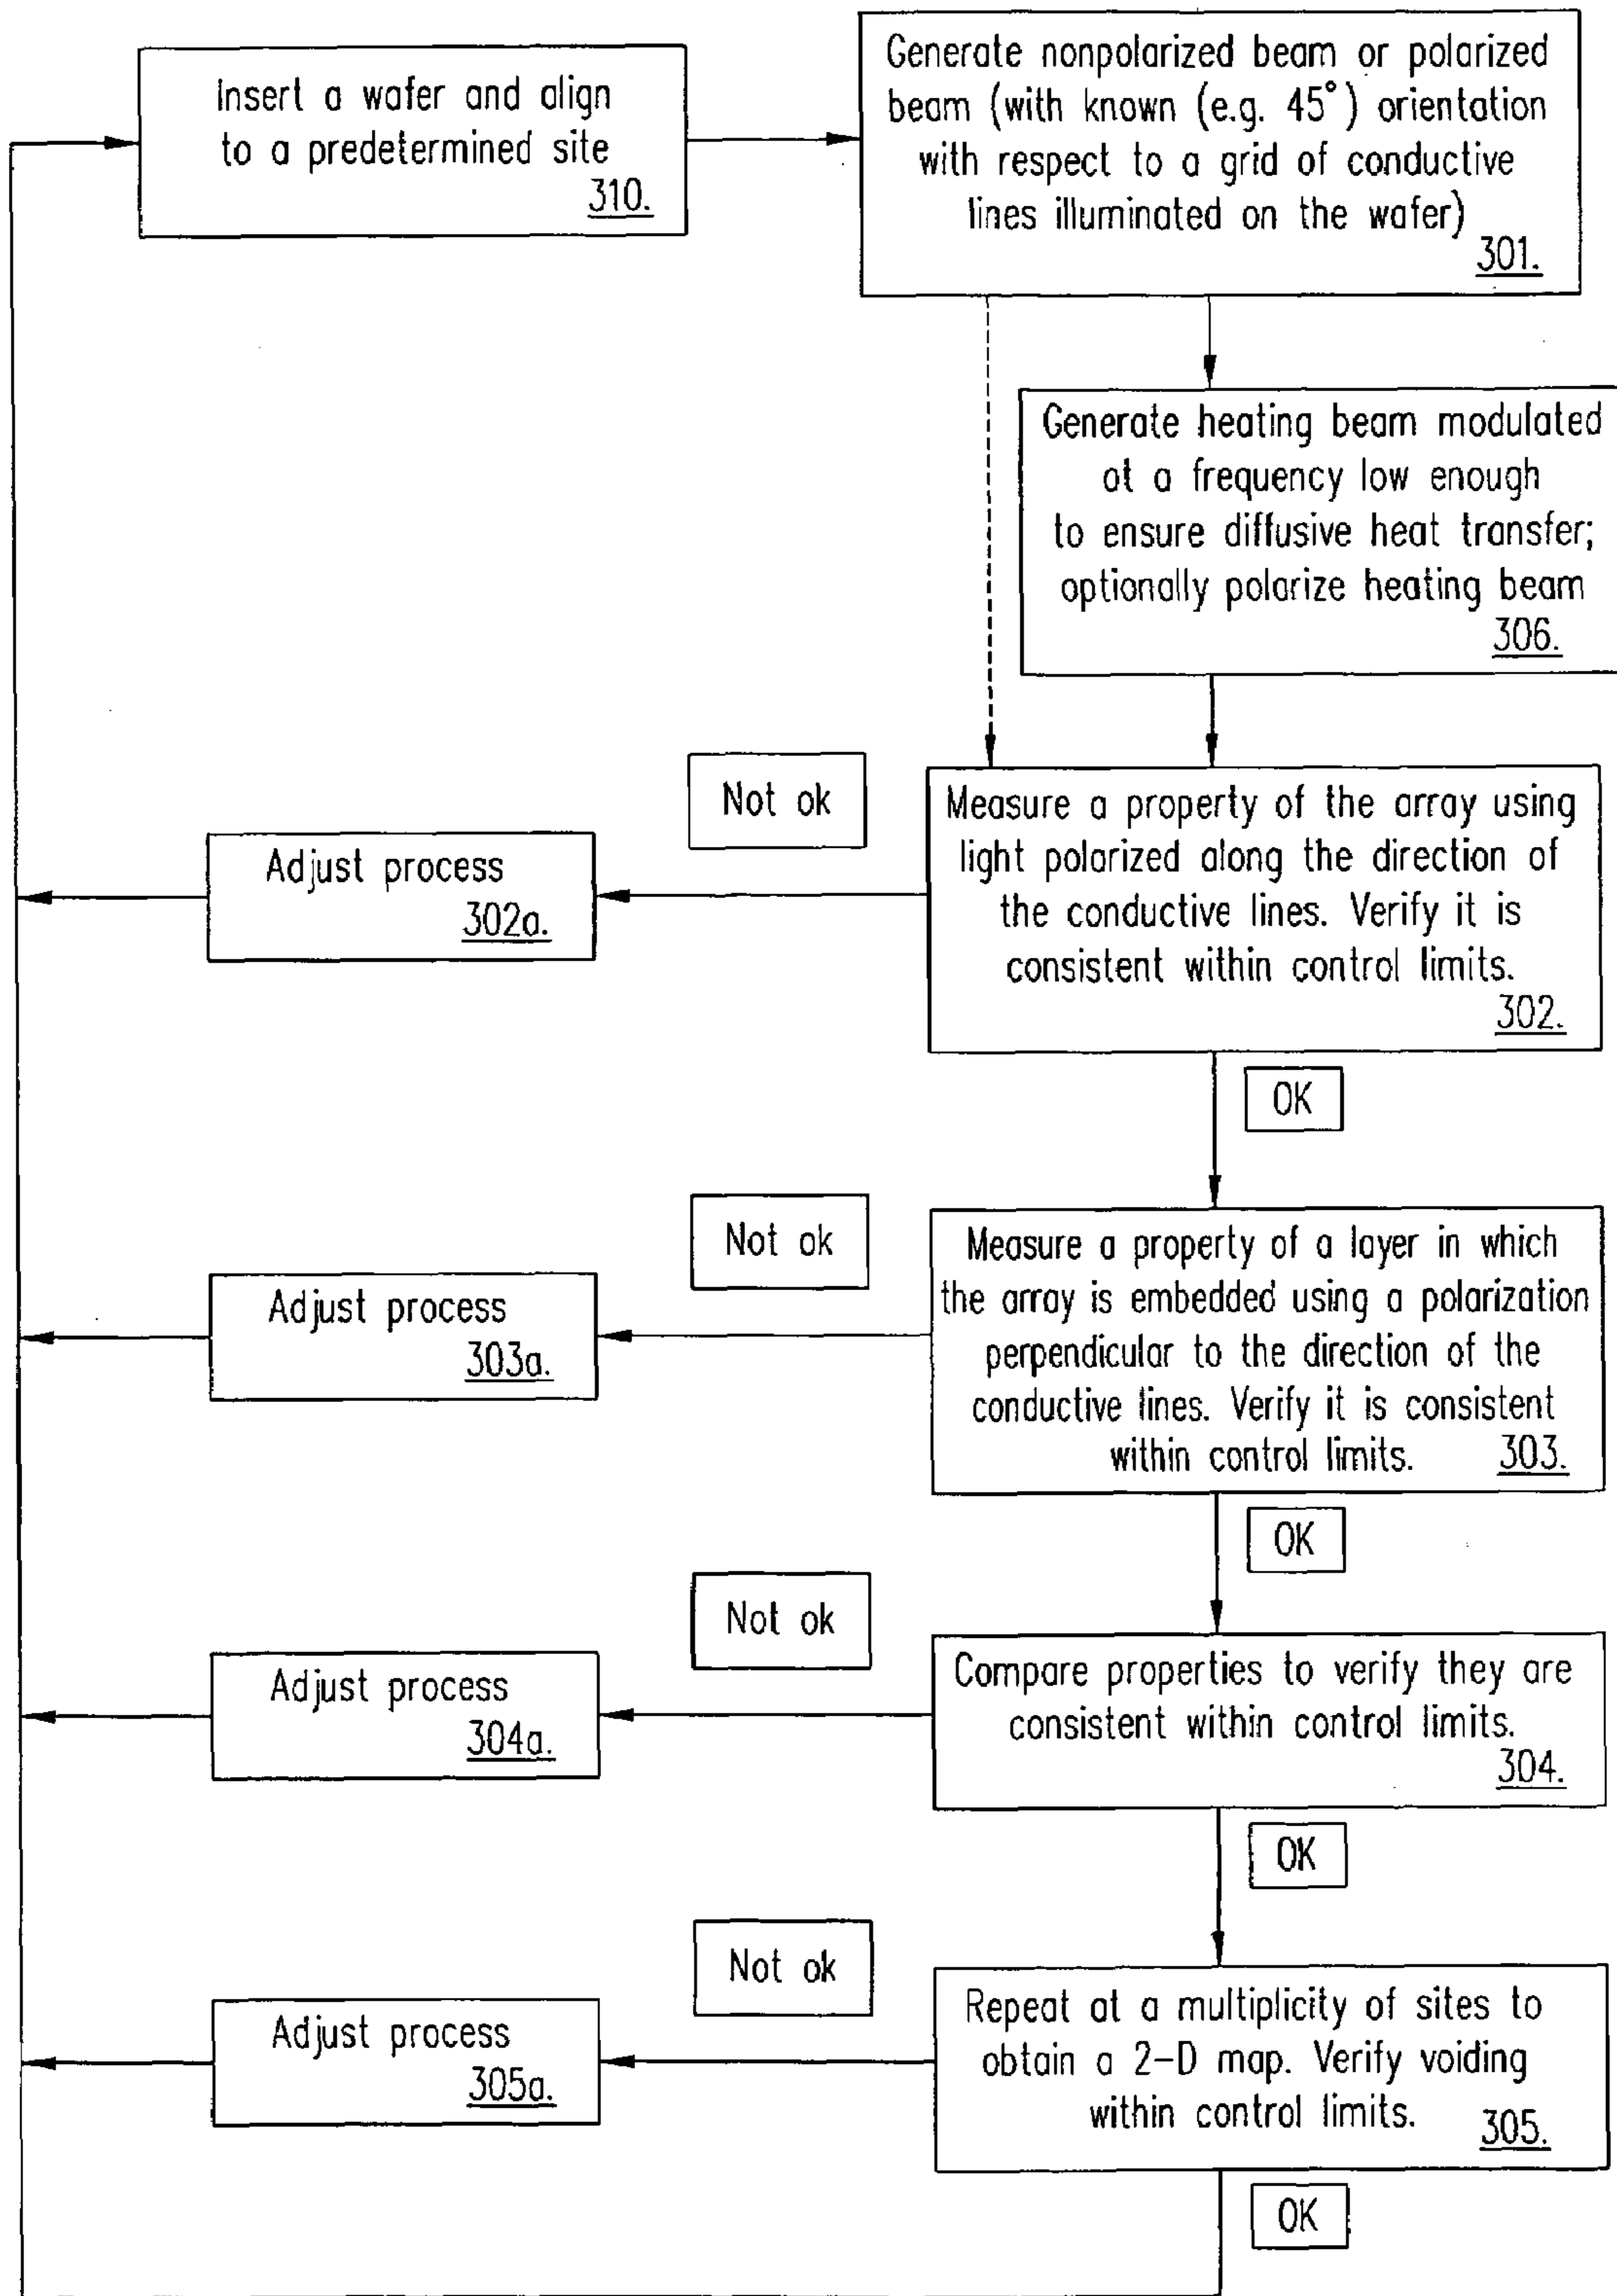 Insert a wafer and align
to a predetermined site
310.
Generate nonpolarized beam or polarized
beam (with known (e.g. 45°) orientation
with respect to a grid of conductive
lines illuminated on the wafer)
301.
Generate heating beam modulated
at a frequency low enough
to ensure diffusive heat transfer;
optionally polarize heating beam
306.
Not ok
Measure a property of the array using
light polarized along the direction of
the conductive lines. Verify it is
consistent within control limits.
302.
Adjust process
302a.
OK
Not ok
Measure a property of a layer in which
the array is embedded using a polarization
perpendicular to the direction of the
conductive lines. Verify it is consistent
within control limits. 303.
Adjust process
303a.
OK
Not ok
Compare properties to verify they are
consistent within control limits.
304.
Adjust process
304a.
OK
Not ok
Repeat at a multiplicity of sites to
obtain a 2-D map. Verify voiding
within control limits. 305.
Adjust process
305a.
OK